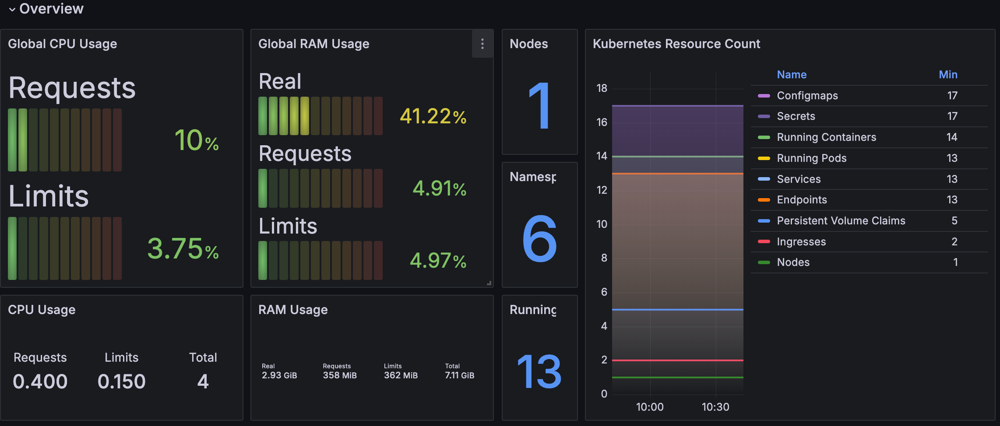 Overview
Global CPU Usage
Requests
10%
Limits
3.75%
Global RAM Usage
Real
41.22%
Requests
4.91%
Limits
4.97%
Nodes
1
Namesp
6
CPU Usage
Requests Limits Total
0.400 0.150 4
RAM Usage
Real Requests Limits Total
2.93 GiB 358 MiB 362 MiB 7.11 GiB
Running
13
Kubernetes Resource Count
18
16
14
12
10
8
6
4
2
0
10:00 10:30
Name Min
Configmaps 17
Secrets 17
Running Containers 14
Running Pods 13
Services 13
Endpoints 13
Persistent Volume Claims 5
Ingresses 2
Nodes 1